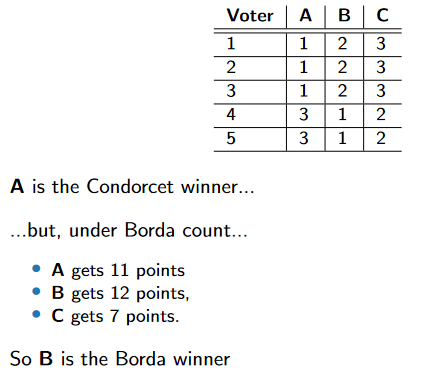 Voter A B C
1 1 2 3
2 1 2 3
3 1 2 3
4 3 1 2
5 3 1 2
A is the Condorcet winner...
...but, under Borda count...
• A gets 11 points
• B gets 12 points,
• C gets 7 points.
So B is the Borda winner